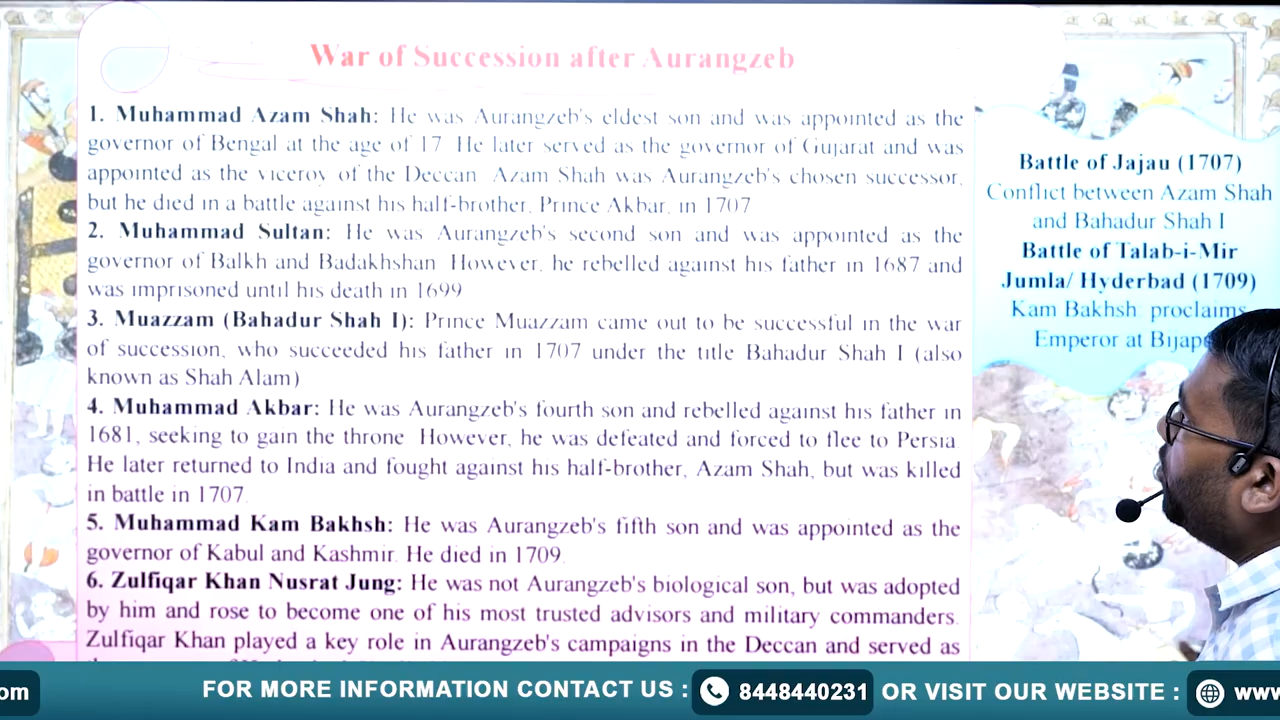 War of Succession after Aurangzeb
1. Muhammad Azam Shah: He was Aurangzeb's eldest son and was appointed as the
governor of Bengal at the age of 17 He later served as the governor of Gujarat and was
appointed as the viceroy of the Deccan Azam Shah was Aurangzeb's chosen successor,
but he died in a battle against his half-brother, Prince Akbar, in 1707
2. Muhammad Sultan: He was Aurangzeb's second son and was appointed as the
governor of Balkh and Badakhshan However, he rebelled against his father in 1687 and
was imprisoned until his death in 1699
3. Muazzam (Bahadur Shah I): Prince Muazzam came out to be successful in the war
of succession, who succeeded his father in 1707 under the title Bahadur Shah I (also
known as Shah Alam)
4. Muhammad Akbar: He was Aurangzeb's fourth son and rebelled against his father in
1681, seeking to gain the throne However, he was defeated and forced to flee to Persia.
He later returned to India and fought against his half-brother, Azam Shah, but was killed
in battle in 1707.
5. Muhammad Kam Bakhsh: He was Aurangzeb's fifth son and was appointed as the
governor of Kabul and Kashmir. He died in 1709.
6. Zulfiqar Khan Nusrat Jung: He was not Aurangzeb's biological son, but was adopted
by him and rose to become one of his most trusted advisors and military commanders.
Zulfiqar Khan played a key role in Aurangzeb's campaigns in the Deccan and served as
Battle of Jajau (1707)
Conflict between Azam Shah
and Bahadur Shah I
Battle of Talab-i-Mir
Jumla/ Hyderbad (1709)
Kam Bakhsh proclaims
Emperor at
om
FOR MORE INFORMATION CONTACT US : 8448440231 OR VISIT OUR WEBSITE : www